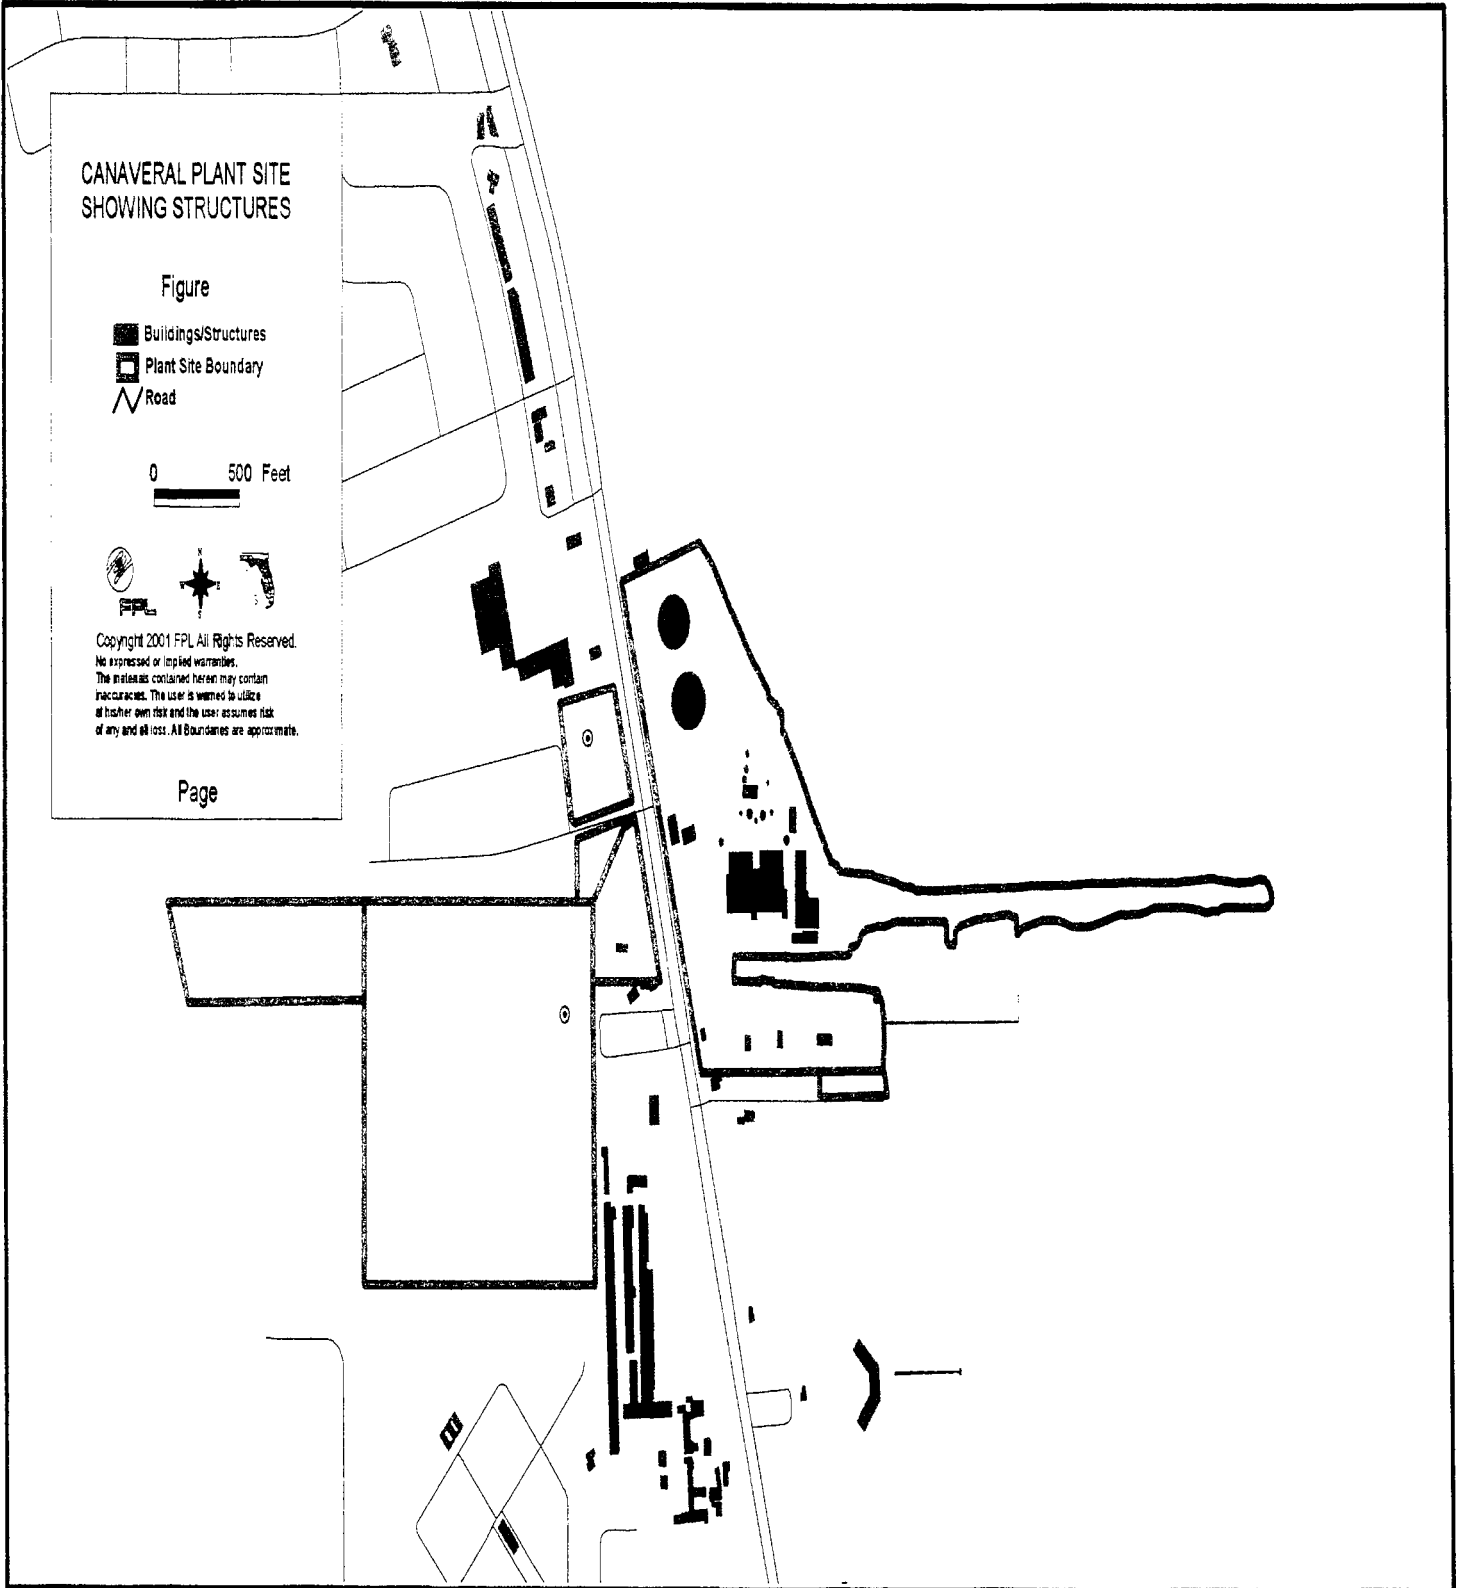 CANAVERAL PLANT SITE
SHOWING STRUCTURES
Figure
Buildings/Structures
Plant Site Boundary
Road
0 500 Feet
N
W E
S
FPL
Copyright 2001 FPL All Rights Reserved.
No expressed or implied warranties.
The materials contained herein may contain
inaccuracies. The user is warned to utilize
at his/her own risk and the user assumes risk
of any and all loss. All Boundaries are approximate.
Page